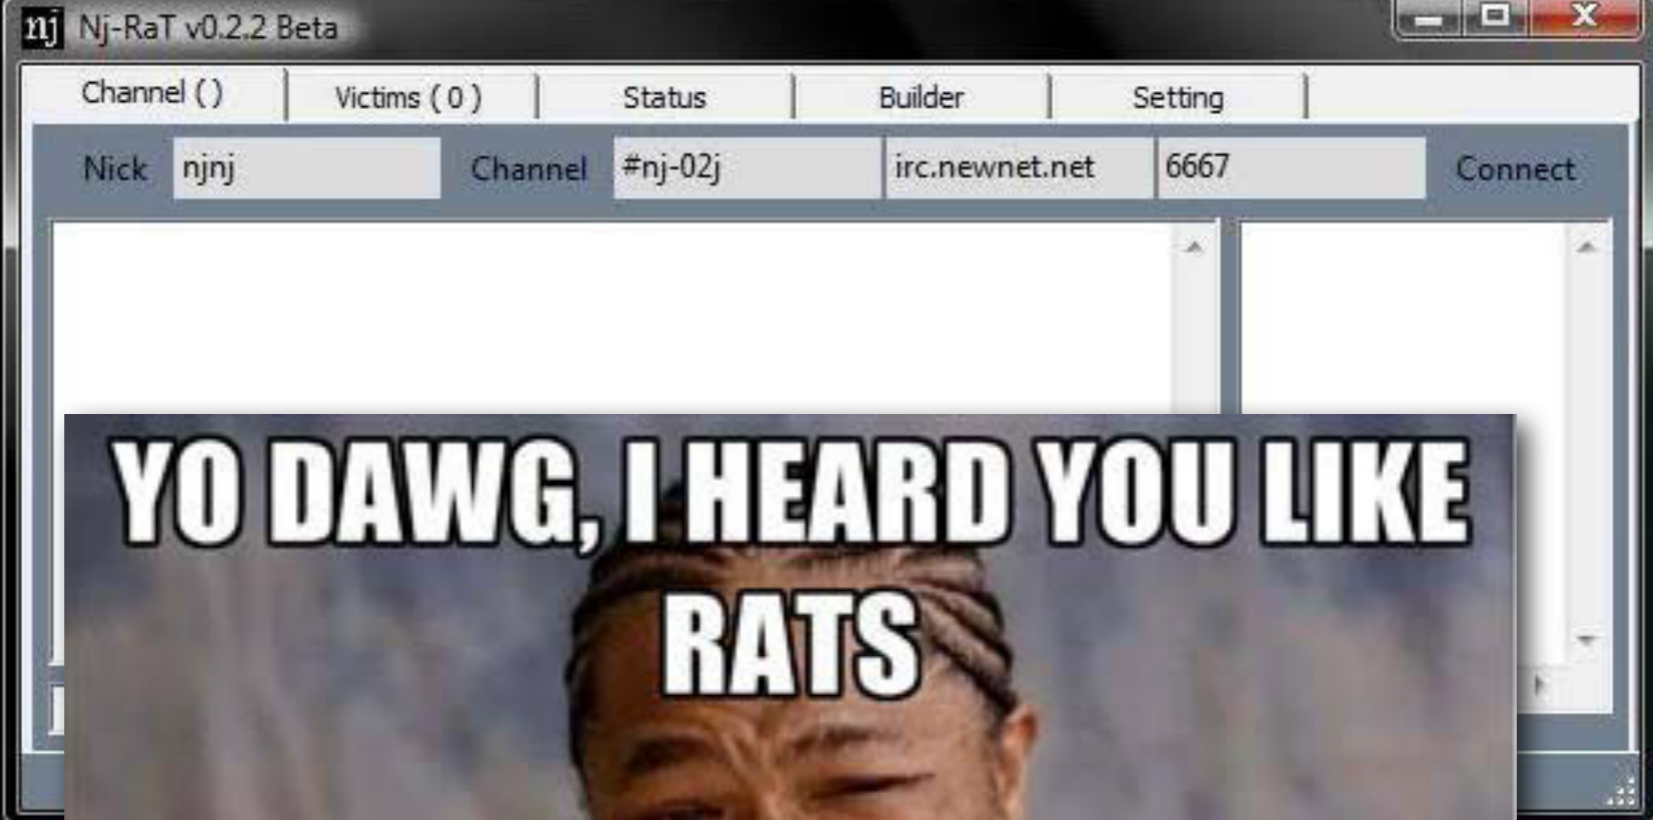 nj Nj-RaT v0.2.2 Beta
Channel ( ) Victims ( 0 ) Status Builder Setting
Nick njnj Channel #nj-02j irc.newnet.net 6667 Connect
YO DAWG, I HEARD YOU LIKE
RATS